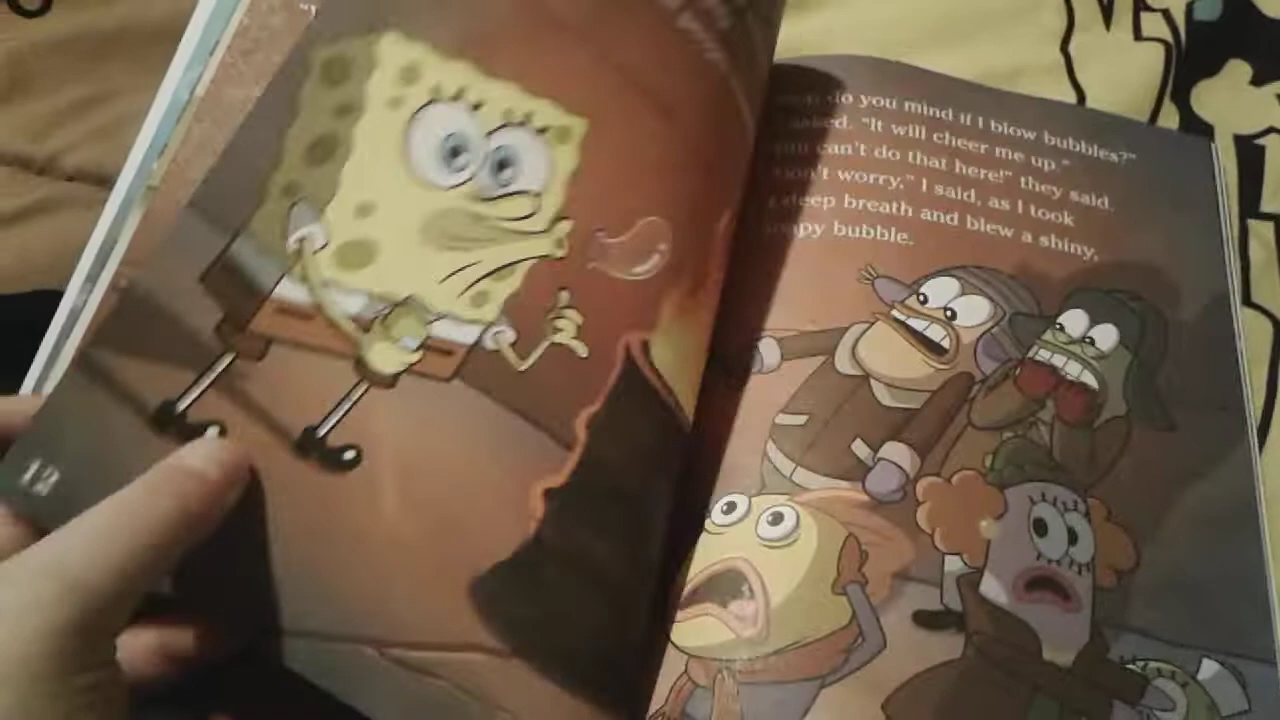 12
do you mind if I blow bubbles?"
asked. "It will cheer me up."
can't do that here!" they said.
worry," I said, as I took
deep breath and blew a shiny,
bubble.